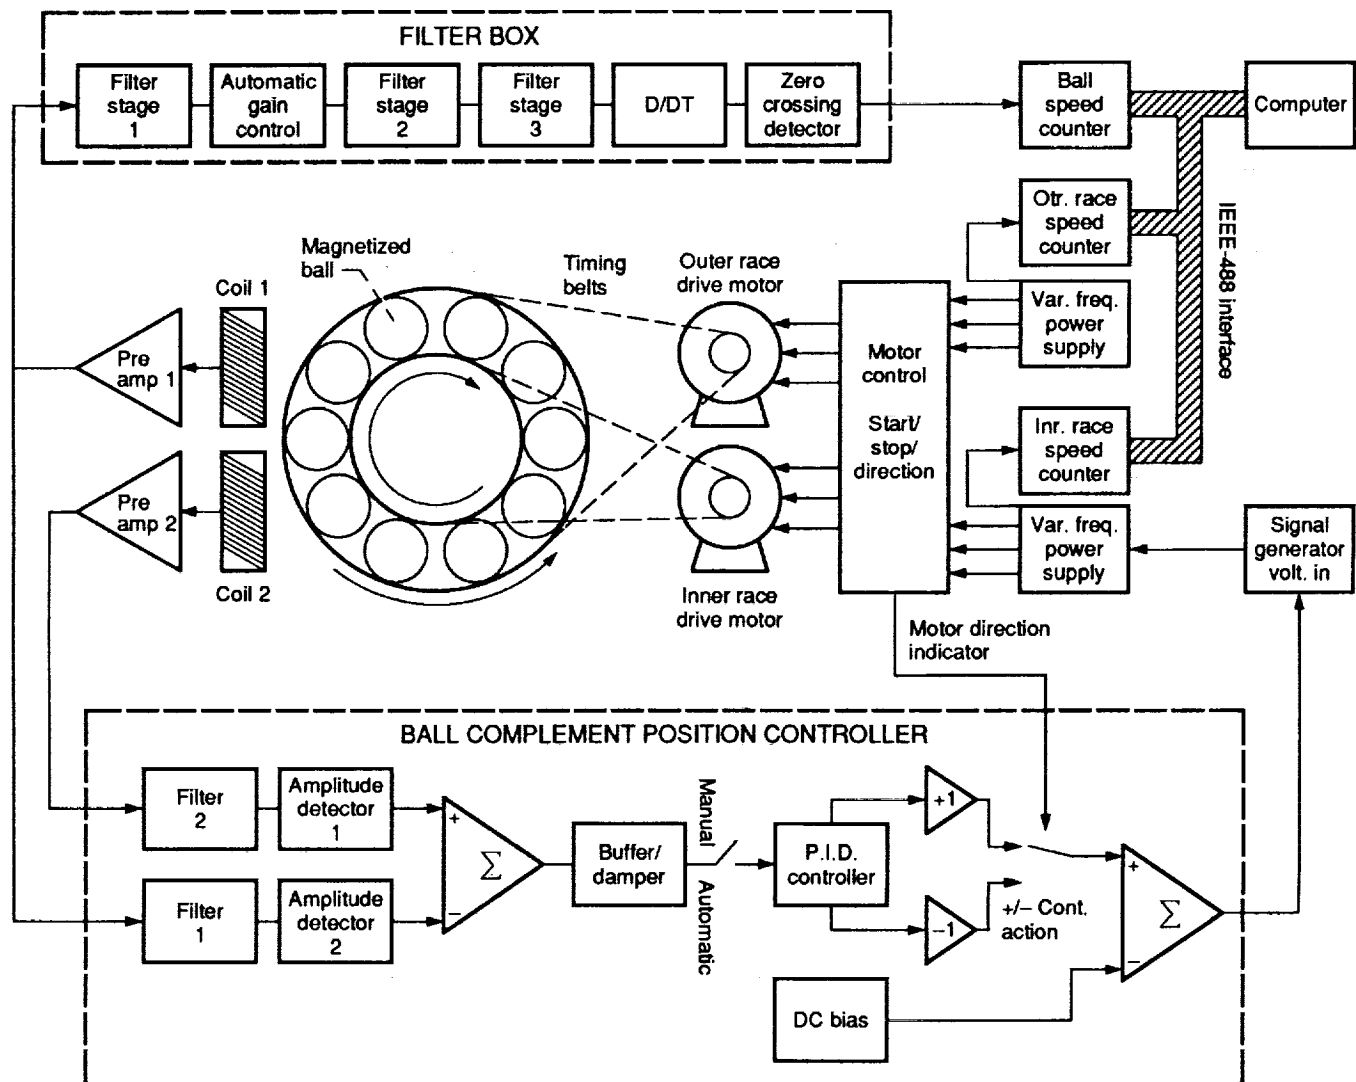 FILTER BOX
Filter
stage
1
Automatic
gain
control
Filter
stage
2
Filter
stage
3
D/DT
Zero
crossing
detector
Ball
speed
counter
Computer
Otr. race
speed
counter
IEEE-488 interface
Magnetized
ball
Timing
belts
Outer race
drive motor
Coil 1
Pre
amp 1
Motor
control
Start/
stop/
direction
Var. freq.
power
supply
Inr. race
speed
counter
Pre
amp 2
Coil 2
Inner race
drive motor
Var. freq.
power
supply
Signal
generator
volt. in
Motor direction
indicator
BALL COMPLEMENT POSITION CONTROLLER
Filter
2
Amplitude
detector
1
+
Σ
−
Filter
1
Amplitude
detector
2
Buffer/
damper
Manual
Automatic
P.I.D.
controller
+1
−1
+/− Cont.
action
+
Σ
−
DC bias